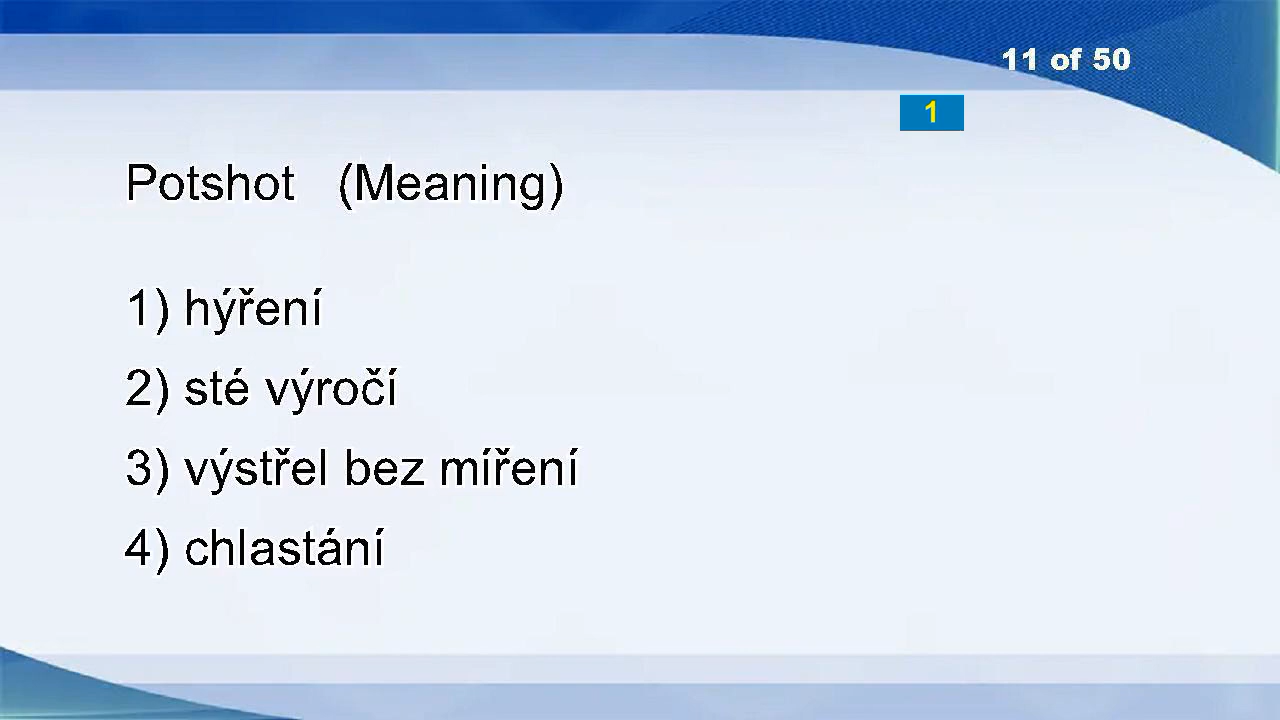 11 of 50
1
Potshot (Meaning)
1) hýření
2) sté výročí
3) výstřel bez míření
4) chlastání